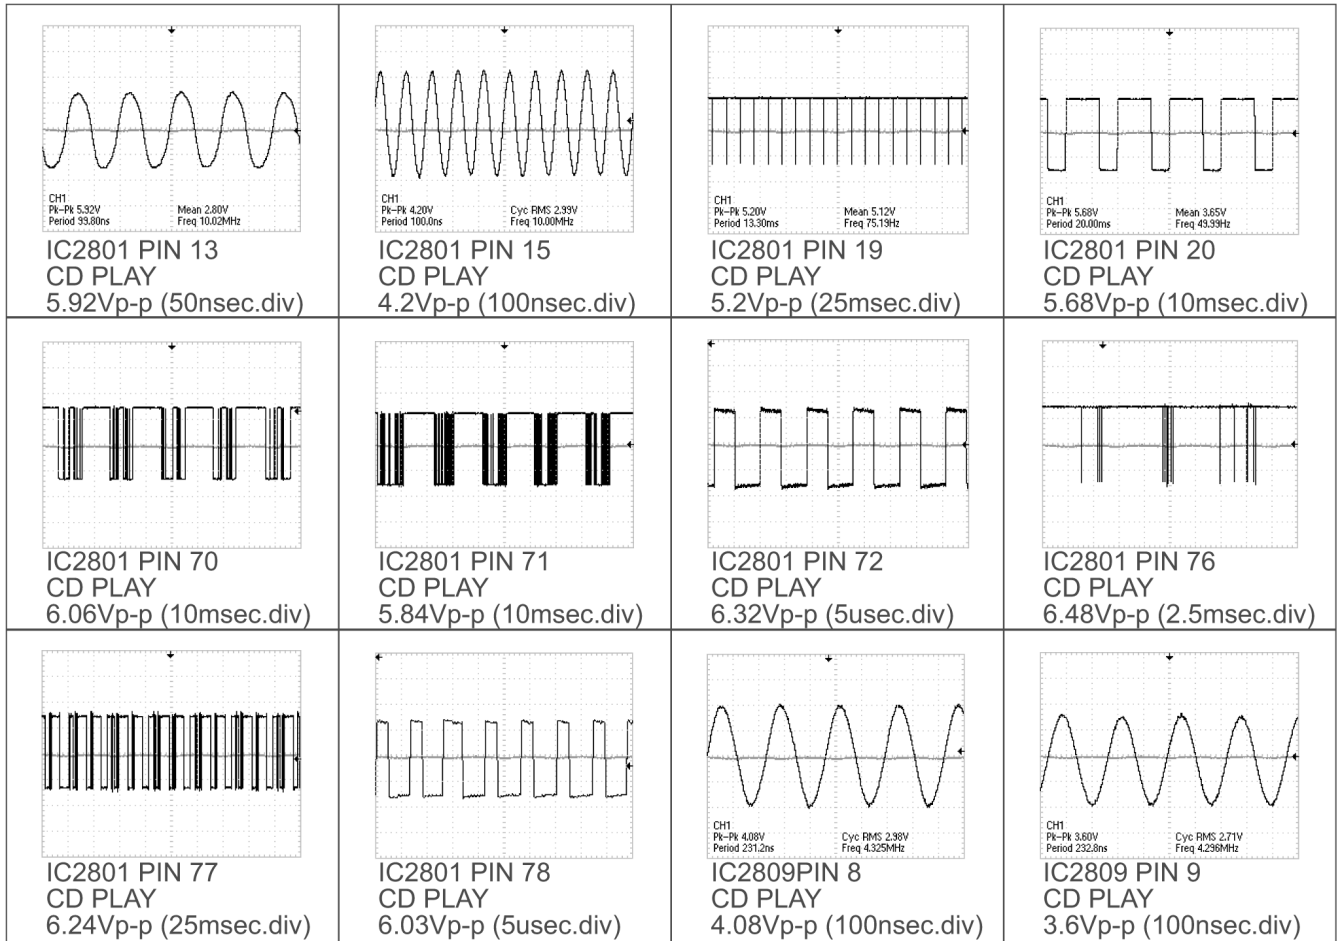 CH1
Pk-Pk 5.92V Mean 2.80V
Period 99.80ns Freq 10.02MHz
IC2801 PIN 13
CD PLAY
5.92Vp-p (50nsec.div)
CH1
Pk-Pk 4.20V Cyc RMS 2.99V
Period 100.0ns Freq 10.00MHz
IC2801 PIN 15
CD PLAY
4.2Vp-p (100nsec.div)
CH1
Pk-Pk 5.20V Mean 5.12V
Period 13.30ms Freq 75.19Hz
IC2801 PIN 19
CD PLAY
5.2Vp-p (25msec.div)
CH1
Pk-Pk 5.68V Mean 3.65V
Period 20.00ms Freq 49.99Hz
IC2801 PIN 20
CD PLAY
5.68Vp-p (10msec.div)
IC2801 PIN 70
CD PLAY
6.06Vp-p (10msec.div)
IC2801 PIN 71
CD PLAY
5.84Vp-p (10msec.div)
IC2801 PIN 72
CD PLAY
6.32Vp-p (5usec.div)
IC2801 PIN 76
CD PLAY
6.48Vp-p (2.5msec.div)
IC2801 PIN 77
CD PLAY
6.24Vp-p (25msec.div)
IC2801 PIN 78
CD PLAY
6.03Vp-p (5usec.div)
CH1
Pk-Pk 4.08V Cyc RMS 2.98V
Period 231.2ns Freq 4.325MHz
IC2809PIN 8
CD PLAY
4.08Vp-p (100nsec.div)
CH1
Pk-Pk 3.60V Cyc RMS 2.71V
Period 232.8ns Freq 4.296MHz
IC2809 PIN 9
CD PLAY
3.6Vp-p (100nsec.div)